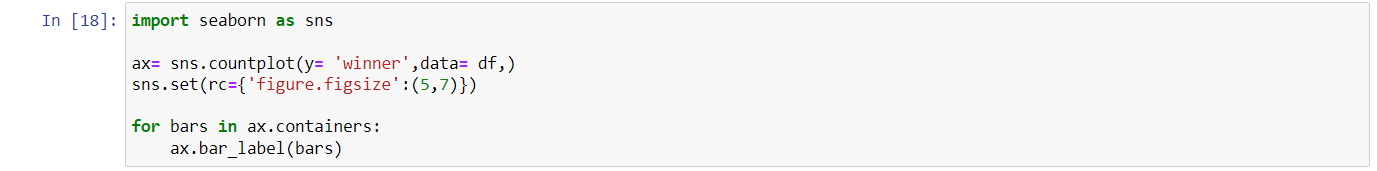 In [18]: import seaborn as sns
ax= sns.countplot(y= 'winner',data= df,)
sns.set(rc={'figure.figsize':(5,7)})
for bars in ax.containers:
    ax.bar_label(bars)